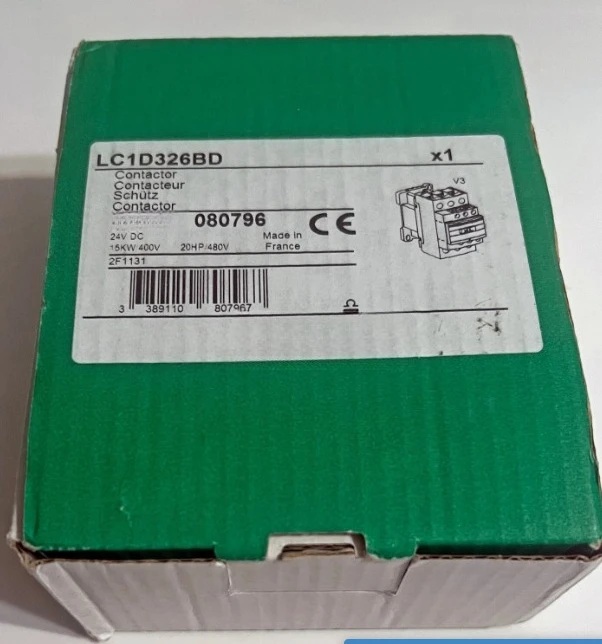 LC1D326BD x1
Contactor
Contacteur
Schütz
Contactor
V3
080796 CE
24V DC
15KW/400V 20HP/480V Made in
France
2F1131
3 389110 807967